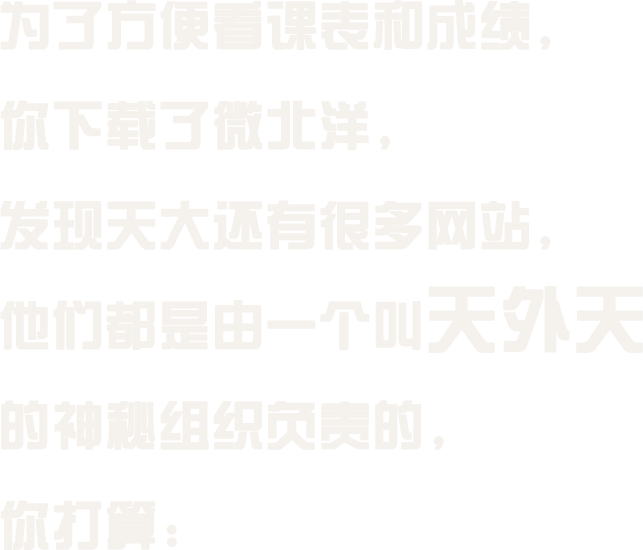 为了方便看课表和成绩，
你下载了微北洋，
发现天大还有很多网站，
他们都是由一个叫天外天
的神秘组织负责的，
你打算：